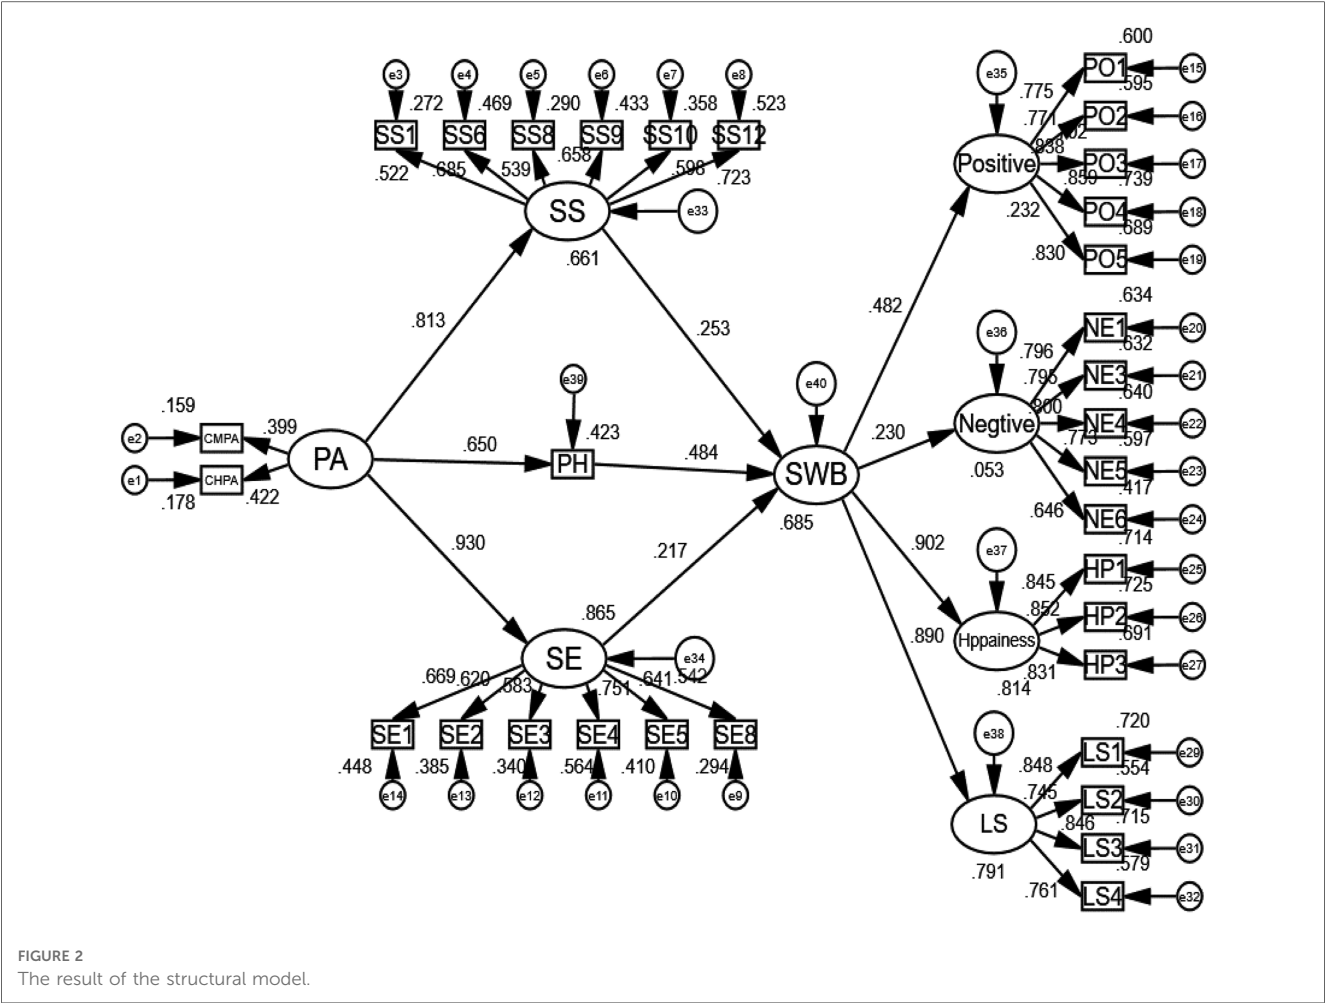 .600
e3 e4 e5 e6 e7 e8
e35
PO1
e15
.272 .469 .290 .433 .358 .523
.775
.595
SS1 SS6 SS8 SS9 SS10 SS12
.771
PO2
e16
.838
.522 .685 .539 .658 .598 .723
Positive
PO3
e17
.859
.739
SS
e33
.232
PO4
e18
.689
.661
.830
PO5
e19
.634
.813
.253
.482
e36
NE1
e20
.796
.632
e39
e40
.795
NE3
e21
.640
.159
.399
.800
e2
CMPA
.423
.230
Negtive
NE4
e22
.650
.484
.773
.597
PA
PH
SWB
.053
NE5
e23
e1
CHPA
.417
.178
.422
.685
.646
NE6
e24
.714
.930
.217
.902
e37
HP1
e25
.845
.725
.865
.852
HP2
e26
.890
Hppainess
.691
SE
e34
.831
HP3
e27
.669 .620 .583 .751 .641 .542
.814
.720
SE1 SE2 SE3 SE4 SE5 SE8
e38
LS1
e29
.448 .385 .340 .564 .410 .294
.848
.554
e14 e13 e12 e11 e10 e9
.745
LS2
e30
.846
.715
LS
LS3
e31
.791
.579
.761
LS4
e32
FIGURE 2
The result of the structural model.